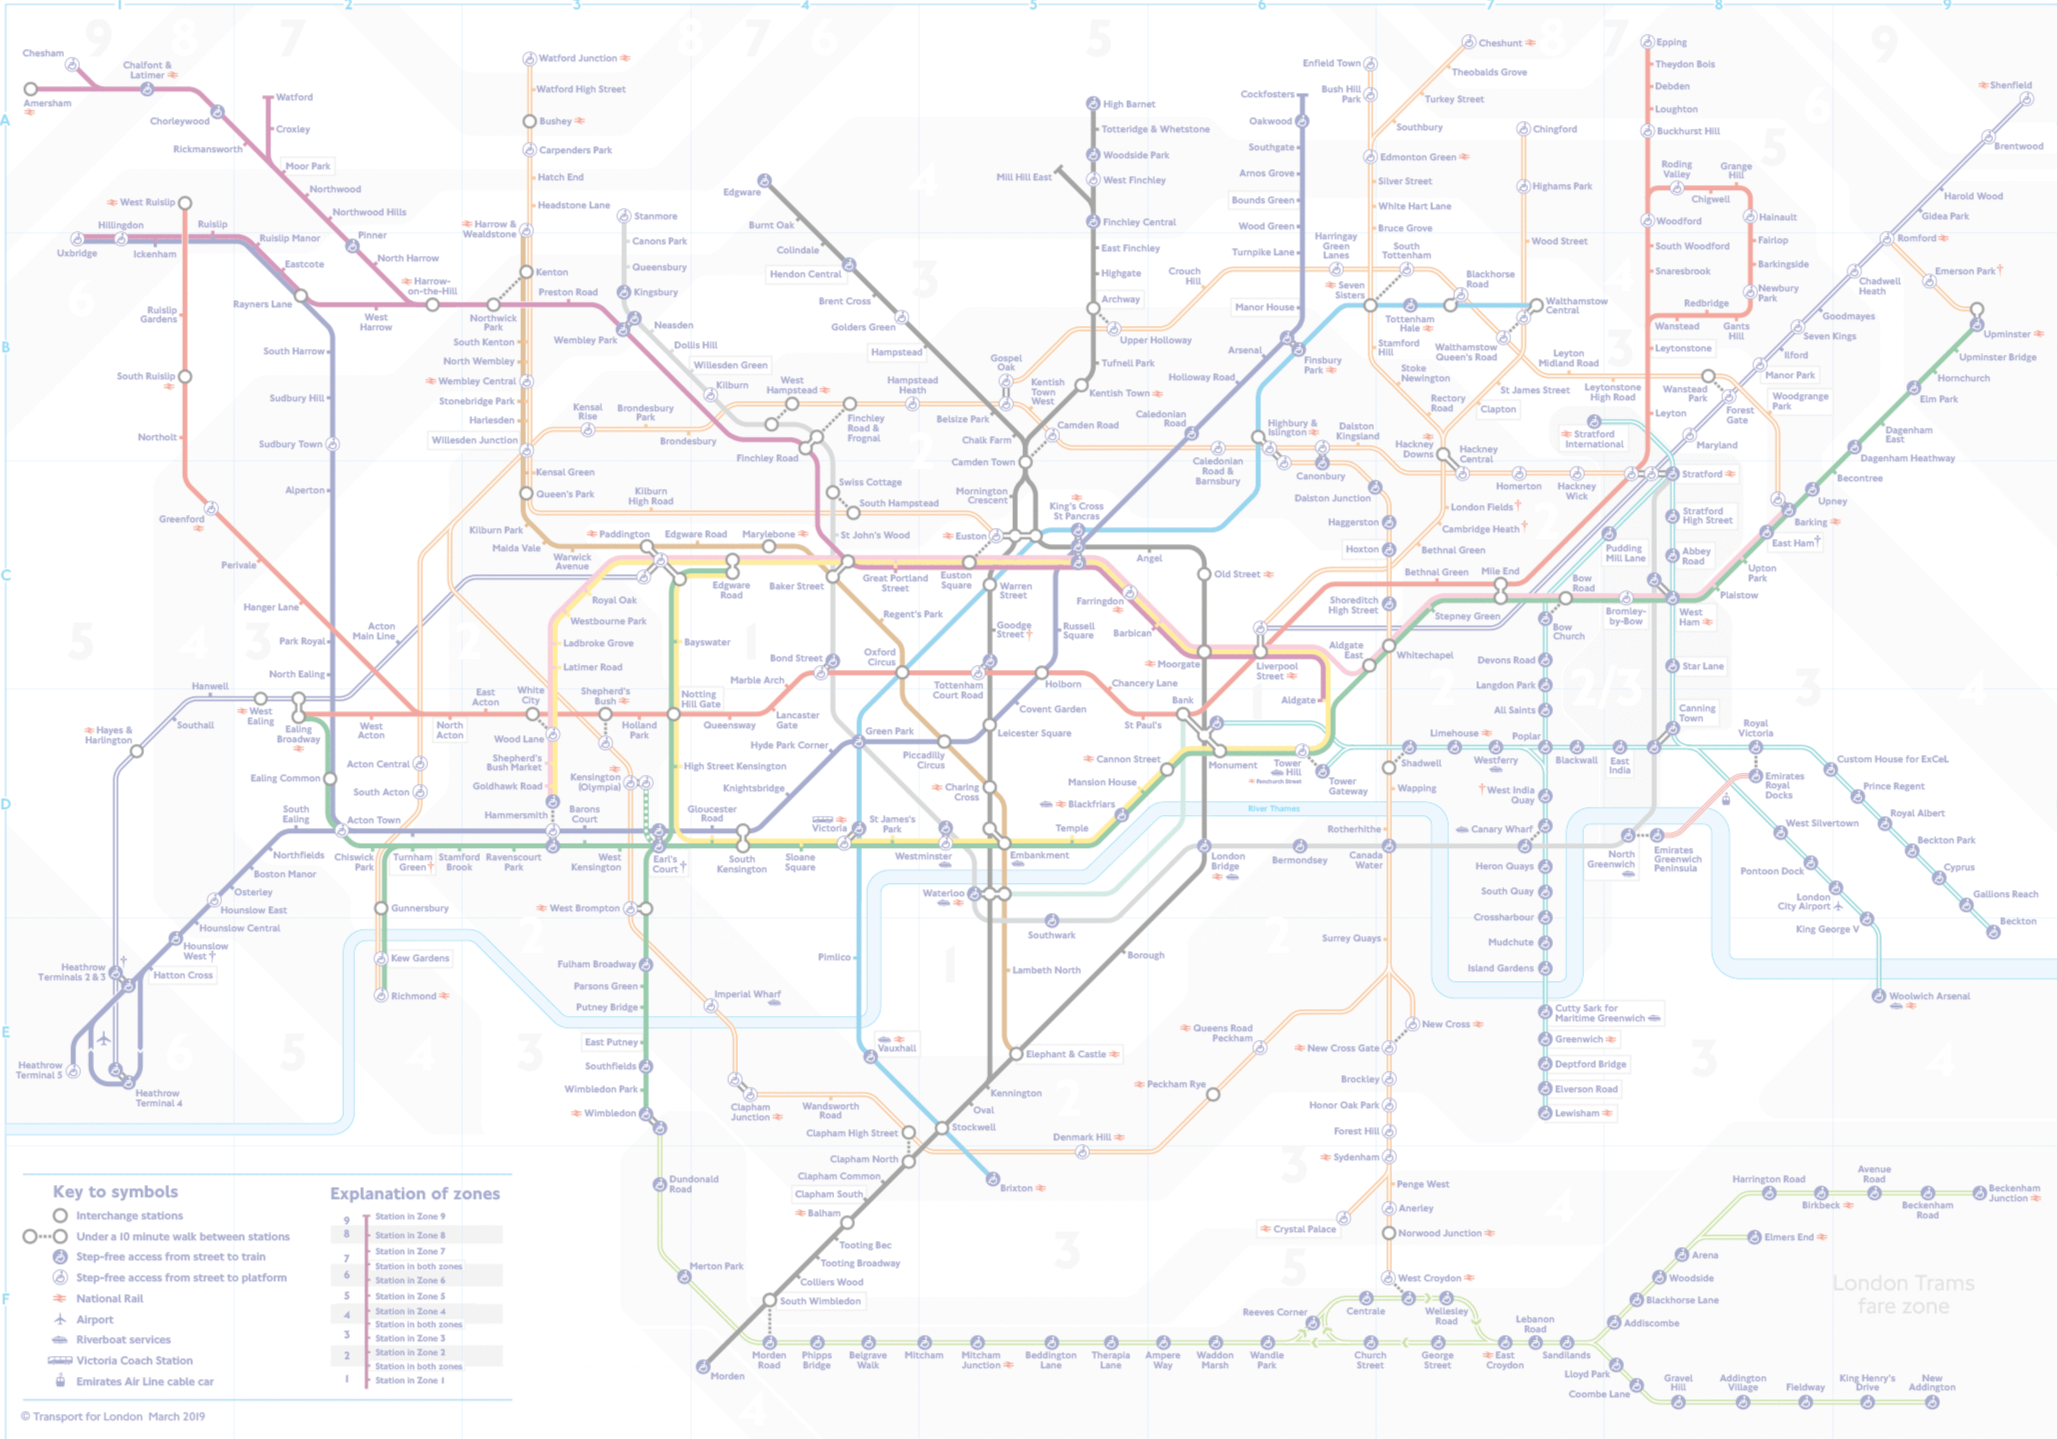 1 2 3 4 5 6 7 8 9
A
B
C
D
E
F
Chesham
Chalfont &
Latimer
Amersham
Chorleywood
Rickmansworth
Watford
Croxley
Moor Park
Northwood
Northwood Hills
Pinner
North Harrow
Harrow-
on-the-Hill
West Ruislip
Hillingdon
Ruislip
Ruislip Manor
Uxbridge
Ickenham
Eastcote
Rayners Lane
West
Harrow
Ruislip
Gardens
South Ruislip
Northolt
Greenford
Perivale
Hanger Lane
South Harrow
Sudbury Hill
Sudbury Town
Alperton
Park Royal
North Ealing
Watford Junction
Watford High Street
Bushey
Carpenders Park
Hatch End
Headstone Lane
Harrow &
Wealdstone
Kenton
Northwick
Park
Preston Road
South Kenton
North Wembley
Wembley Central
Stonebridge Park
Harlesden
Willesden Junction
Kensal Green
Queen's Park
Kilburn Park
Maida Vale
Warwick
Avenue
Stanmore
Canons Park
Queensbury
Kingsbury
Neasden
Wembley Park
Dollis Hill
Willesden Green
Kilburn
West
Hampstead
Finchley
Road &
Frognal
Hampstead
Heath
Kensal
Rise
Brondesbury
Park
Brondesbury
Finchley Road
Swiss Cottage
South Hampstead
Kilburn
High Road
St John's Wood
Edgware
Burnt Oak
Colindale
Hendon Central
Brent Cross
Golders Green
Hampstead
Belsize Park
Chalk Farm
Camden Town
Mornington
Crescent
High Barnet
Totteridge & Whetstone
Woodside Park
Mill Hill East
West Finchley
Finchley Central
East Finchley
Highgate
Archway
Upper Holloway
Crouch
Hill
Tufnell Park
Gospel
Oak
Kentish
Town
West
Kentish Town
Camden Road
Cockfosters
Oakwood
Southgate
Arnos Grove
Bounds Green
Wood Green
Turnpike Lane
Manor House
Arsenal
Finsbury
Park
Holloway Road
Caledonian
Road
Caledonian
Road &
Barnsbury
Highbury &
Islington
Canonbury
Dalston
Kingsland
Dalston Junction
Haggerston
Hoxton
Shoreditch
High Street
Harringay
Green
Lanes
South
Tottenham
Seven
Sisters
Tottenham
Hale
Blackhorse
Road
Walthamstow
Central
Walthamstow
Queen's Road
Enfield Town
Bush Hill
Park
Cheshunt
Theobalds Grove
Turkey Street
Southbury
Edmonton Green
Silver Street
White Hart Lane
Bruce Grove
Stamford
Hill
Stoke
Newington
Rectory
Road
Hackney
Downs
Hackney
Central
London Fields
Cambridge Heath
Bethnal Green
Chingford
Highams Park
Wood Street
St James Street
Clapton
Leyton
Midland Road
Leytonstone
High Road
Wanstead
Park
Woodgrange
Park
Homerton
Hackney
Wick
Epping
Theydon Bois
Debden
Loughton
Buckhurst Hill
Roding
Valley
Grange
Hill
Chigwell
Woodford
Hainault
South Woodford
Fairlop
Snaresbrook
Barkingside
Newbury
Park
Redbridge
Wanstead
Gants
Hill
Leytonstone
Leyton
Stratford
International
Stratford
Stratford
High Street
Abbey
Road
Pudding
Mill Lane
Bow
Road
Shenfield
Brentwood
Harold Wood
Gidea Park
Romford
Emerson Park
Chadwell
Heath
Goodmayes
Seven Kings
Ilford
Manor Park
Forest
Gate
Maryland
Upminster
Upminster Bridge
Hornchurch
Elm Park
Dagenham
East
Dagenham Heathway
Becontree
Upney
Barking
East Ham
Upton
Park
Plaistow
West
Ham
Bromley-
by-Bow
Mile End
Bethnal Green
Stepney Green
Whitechapel
Bow
Church
Devons Road
Langdon Park
All Saints
Poplar
Star Lane
Canning
Town
Royal
Victoria
Paddington
Edgware Road
Marylebone
Baker Street
Edgware
Road
Great Portland
Street
Euston
Euston
Square
King's Cross
St Pancras
Warren
Street
Regent's Park
Goodge
Street
Russell
Square
Angel
Old Street
Farringdon
Barbican
Moorgate
Liverpool
Street
Aldgate
East
Aldgate
Royal Oak
Westbourne Park
Ladbroke Grove
Latimer Road
Bayswater
Bond Street
Oxford
Circus
Tottenham
Court Road
Holborn
Chancery Lane
St Paul's
Bank
Marble Arch
Lancaster
Gate
Queensway
Notting
Hill Gate
Holland
Park
Shepherd's
Bush
White
City
Wood Lane
Shepherd's
Bush Market
Goldhawk Road
Hammersmith
East
Acton
North
Acton
West
Acton
Acton
Main Line
Acton Central
South Acton
Hanwell
Southall
West
Ealing
Ealing
Broadway
Hayes &
Harlington
Ealing Common
South
Ealing
Acton Town
Northfields
Boston Manor
Osterley
Hounslow East
Hounslow Central
Hounslow
West
Hatton Cross
Heathrow
Terminals 2 & 3
Heathrow
Terminal 5
Heathrow
Terminal 4
Chiswick
Park
Turnham
Green
Stamford
Brook
Ravenscourt
Park
West
Kensington
Barons
Court
Kensington
(Olympia)
Earl's
Court
Gloucester
Road
South
Kensington
High Street Kensington
Knightsbridge
Hyde Park Corner
Green Park
Piccadilly
Circus
Leicester Square
Covent Garden
Charing
Cross
Victoria
Sloane
Square
St James's
Park
Westminster
Embankment
Temple
Blackfriars
Mansion House
Cannon Street
Monument
Tower
Hill
Fenchurch Street
Tower
Gateway
River Thames
Gunnersbury
Kew Gardens
Richmond
West Brompton
Fulham Broadway
Parsons Green
Putney Bridge
Imperial Wharf
East Putney
Southfields
Wimbledon Park
Wimbledon
Clapham
Junction
Wandsworth
Road
Clapham High Street
Clapham North
Clapham Common
Clapham South
Balham
Tooting Bec
Tooting Broadway
Colliers Wood
South Wimbledon
Morden
Dundonald
Road
Merton Park
Pimlico
Vauxhall
Stockwell
Brixton
Oval
Kennington
Elephant & Castle
Lambeth North
Waterloo
Southwark
Borough
London
Bridge
Bermondsey
Canada
Water
Denmark Hill
Peckham Rye
Queens Road
Peckham
Limehouse
Westferry
Shadwell
Wapping
Rotherhithe
Surrey Quays
New Cross
New Cross Gate
Brockley
Honor Oak Park
Forest Hill
Sydenham
Penge West
Anerley
Crystal Palace
Norwood Junction
West Croydon
Blackwall
East
India
West India
Quay
Canary Wharf
Heron Quays
South Quay
Crossharbour
Mudchute
Island Gardens
Cutty Sark for
Maritime Greenwich
Greenwich
Deptford Bridge
Elverson Road
Lewisham
North
Greenwich
Emirates
Greenwich
Peninsula
Emirates
Royal
Docks
Custom House for ExCeL
Prince Regent
Royal Albert
Beckton Park
Cyprus
Gallions Reach
Beckton
West Silvertown
Pontoon Dock
London
City Airport
King George V
Woolwich Arsenal
Morden
Road
Phipps
Bridge
Belgrave
Walk
Mitcham
Mitcham
Junction
Beddington
Lane
Therapia
Lane
Ampere
Way
Waddon
Marsh
Wandle
Park
Reeves Corner
Centrale
Wellesley
Road
Church
Street
George
Street
East
Croydon
Lebanon
Road
Sandilands
Lloyd Park
Coombe Lane
Gravel
Hill
Addington
Village
Fieldway
King Henry's
Drive
New
Addington
Addiscombe
Blackhorse Lane
Woodside
Arena
Elmers End
Harrington Road
Birkbeck
Avenue
Road
Beckenham
Road
Beckenham
Junction
London Trams
fare zone
Key to symbols
Interchange stations
Under a 10 minute walk between stations
Step-free access from street to train
Step-free access from street to platform
National Rail
Airport
Riverboat services
Victoria Coach Station
Emirates Air Line cable car
Explanation of zones
9 Station in Zone 9
8 Station in Zone 8
7 Station in Zone 7
Station in both zones
6 Station in Zone 6
5 Station in Zone 5
4 Station in Zone 4
Station in both zones
3 Station in Zone 3
2 Station in Zone 2
Station in both zones
1 Station in Zone 1
© Transport for London March 2019